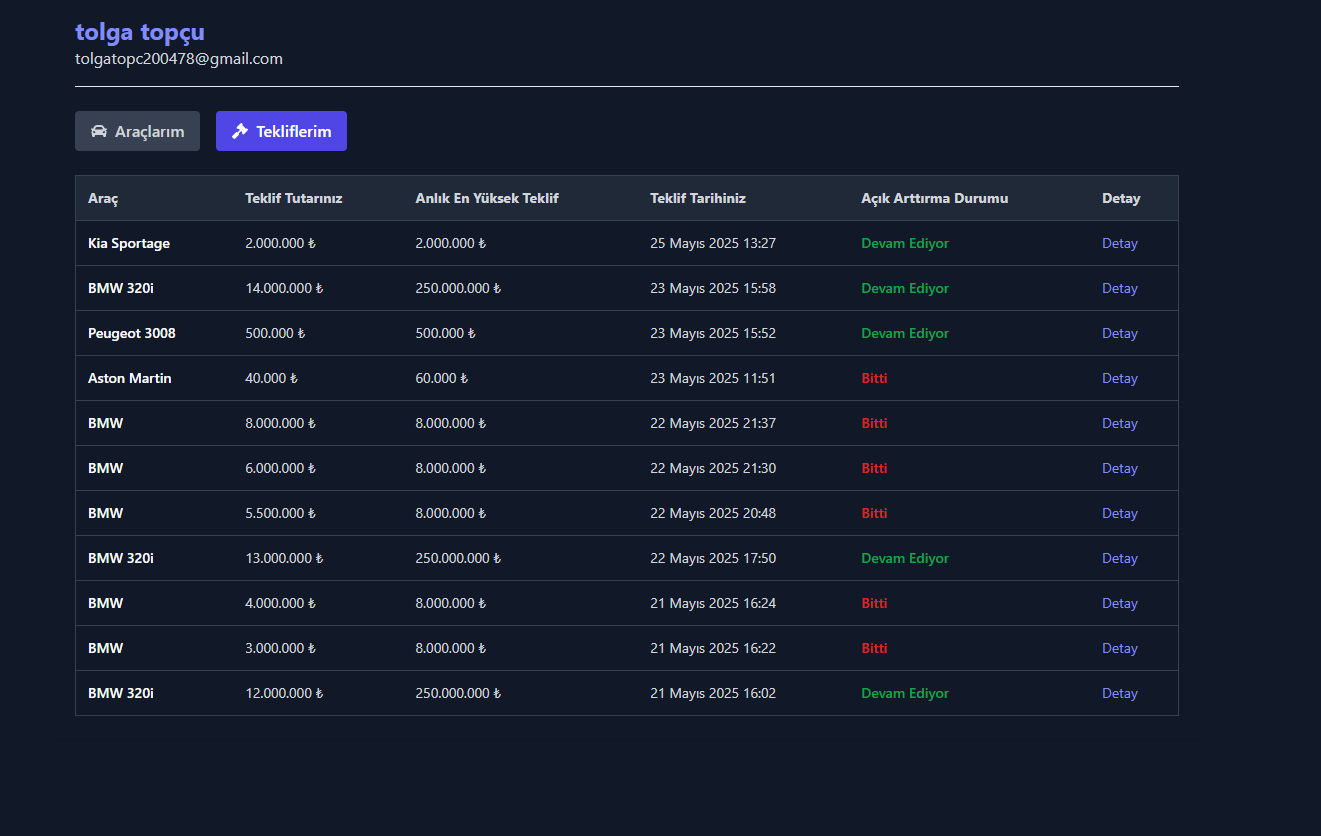 tolga topçu
tolgatopc200478@gmail.com
Araçlarım Tekliflerim
Araç Teklif Tutarınız Anlık En Yüksek Teklif Teklif Tarihiniz Açık Arttırma Durumu Detay
Kia Sportage 2.000.000 ₺ 2.000.000 ₺ 25 Mayıs 2025 13:27 Devam Ediyor Detay
BMW 320i 14.000.000 ₺ 250.000.000 ₺ 23 Mayıs 2025 15:58 Devam Ediyor Detay
Peugeot 3008 500.000 ₺ 500.000 ₺ 23 Mayıs 2025 15:52 Devam Ediyor Detay
Aston Martin 40.000 ₺ 60.000 ₺ 23 Mayıs 2025 11:51 Bitti Detay
BMW 8.000.000 ₺ 8.000.000 ₺ 22 Mayıs 2025 21:37 Bitti Detay
BMW 6.000.000 ₺ 8.000.000 ₺ 22 Mayıs 2025 21:30 Bitti Detay
BMW 5.500.000 ₺ 8.000.000 ₺ 22 Mayıs 2025 20:48 Bitti Detay
BMW 320i 13.000.000 ₺ 250.000.000 ₺ 22 Mayıs 2025 17:50 Devam Ediyor Detay
BMW 4.000.000 ₺ 8.000.000 ₺ 21 Mayıs 2025 16:24 Bitti Detay
BMW 3.000.000 ₺ 8.000.000 ₺ 21 Mayıs 2025 16:22 Bitti Detay
BMW 320i 12.000.000 ₺ 250.000.000 ₺ 21 Mayıs 2025 16:02 Devam Ediyor Detay